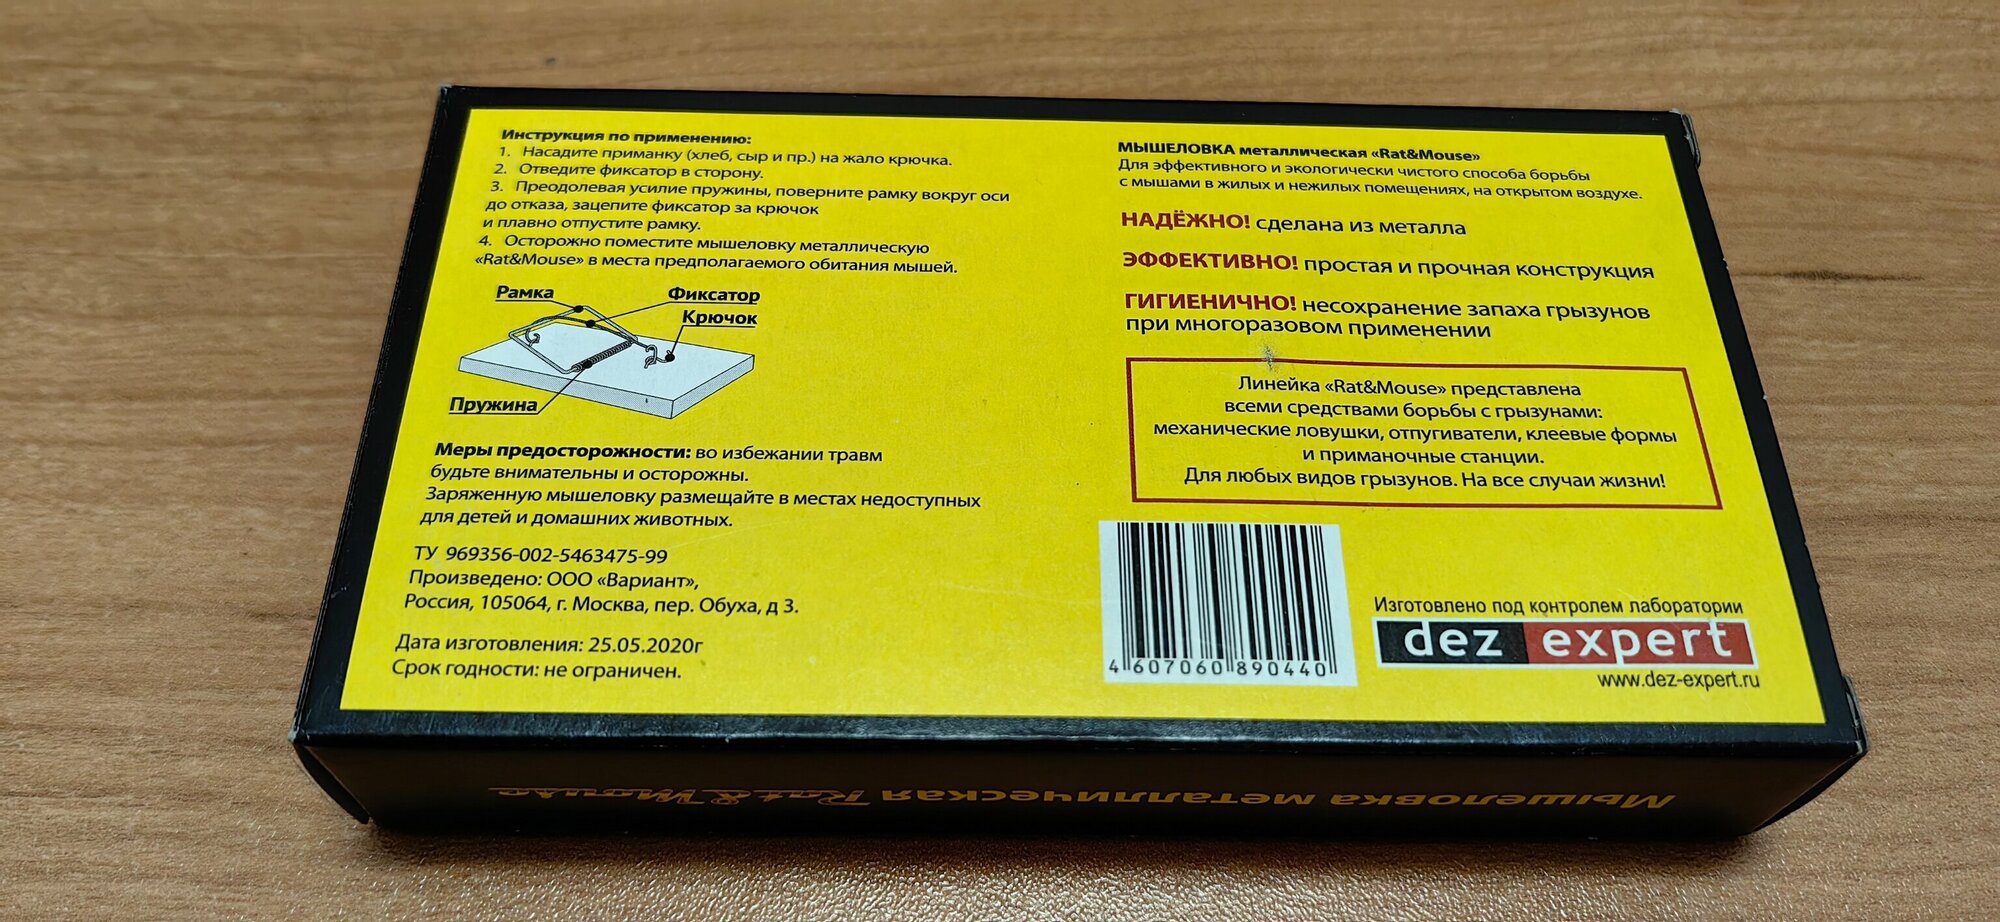 Инструкция по применению:
1. Насадите приманку (хлеб, сыр и пр.) на жало крючка.
2. Отведите фиксатор в сторону.
3. Преодолевая усилие пружины, поверните рамку вокруг оси
до отказа, зацепите фиксатор за крючок
и плавно отпустите рамку.
4. Осторожно поместите мышеловку металлическую
«Rat&Mouse» в места предполагаемого обитания мышей.
Рамка
Фиксатор
Крючок
Пружина
Меры предосторожности: во избежании травм
будьте внимательны и осторожны.
Заряженную мышеловку размещайте в местах недоступных
для детей и домашних животных.
ТУ 969356-002-5463475-99
Произведено: ООО «Вариант»,
Россия, 105064, г. Москва, пер. Обуха, д 3.
Дата изготовления: 25.05.2020г
Срок годности: не ограничен.
МЫШЕЛОВКА металлическая «Rat&Mouse»
Для эффективного и экологически чистого способа борьбы
с мышами в жилых и нежилых помещениях, на открытом воздухе.
НАДЁЖНО! сделана из металла
ЭФФЕКТИВНО! простая и прочная конструкция
ГИГИЕНИЧНО! несохранение запаха грызунов
при многоразовом применении
Линейка «Rat&Mouse» представлена
всеми средствами борьбы с грызунами:
механические ловушки, отпугиватели, клеевые формы
и приманочные станции.
Для любых видов грызунов. На все случаи жизни!
4 607060 890440
Изготовлено под контролем лаборатории
dez expert
www.dez-expert.ru
Мышеловка металлическая Rat&Mouse